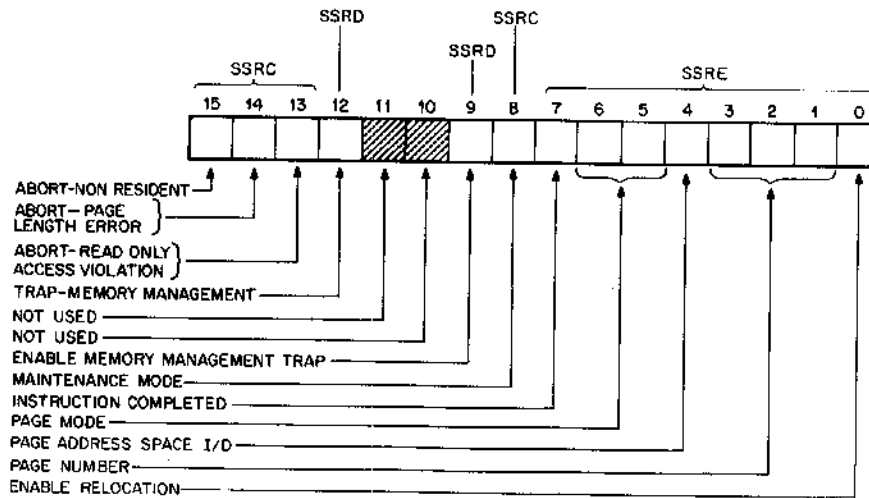 SSRD SSRC
SSRC SSRD SSRE
15 14 13 12 11 10 9 8 7 6 5 4 3 2 1 0
ABORT-NON RESIDENT
ABORT-PAGE
LENGTH ERROR
ABORT-READ ONLY
ACCESS VIOLATION
TRAP-MEMORY MANAGEMENT
NOT USED
NOT USED
ENABLE MEMORY MANAGEMENT TRAP
MAINTENANCE MODE
INSTRUCTION COMPLETED
PAGE MODE
PAGE ADDRESS SPACE I/D
PAGE NUMBER
ENABLE RELOCATION